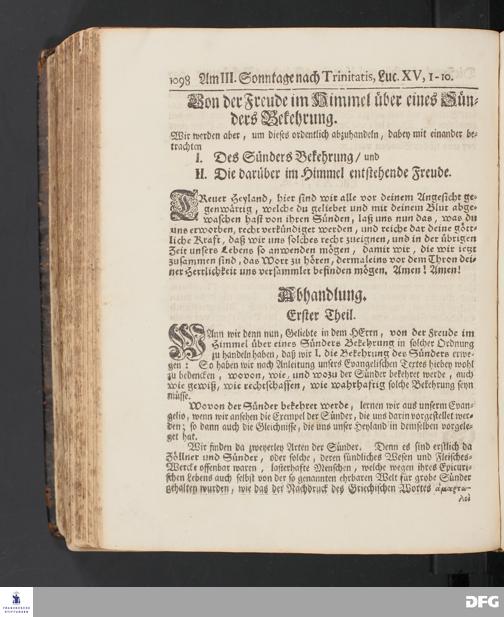 1098 Am III. Sonntage nach Trinitatis, Luc. XV, 1-10.
Von der Freude im Himmel über eines Sün-
ders Bekehrung.
Wir werden aber, um dieses ordentlich abzuhandeln, dabey mit einander be-
trachten
I. Des Sünders Bekehrung/ und
II. Die darüber im Himmel entstehende Freude.
TReuer Heyland, hier sind wir alle vor deinem Angesicht ge-
genwärtig, welche du geliebet und mit deinem Blut abge-
waschen hast von ihren Sünden, laß uns nun das, was du
uns erworben, recht verkündiget werden, und reiche dar deine gött-
liche Kraft, daß wir uns solches recht zueignen, und in der übrigen
Zeit unsers Lebens so anwenden mögen, damit wir, die wir jetzt
zusammen sind, das Wort zu hören, dermaleins vor dem Thron dei-
ner Herrlichkeit uns versammlet befinden mögen. Amen! Amen!
Abhandlung.
Erster Theil.
WAnn wir denn nun, Geliebte in dem HErrn, von der Freude im
Himmel über eines Sünders Bekehrung in solcher Ordnung
zu handeln haben, daß wir I. die Bekehrung des Sünders erwe-
gen: So haben wir nach Anleitung unsers Evangelischen Textes hiebey wohl
zu bedencken, wovon, wie, und wozu der Sünder bekehret werde, auch
wie gewiß, wie rechtschaffen, wie wahrhaftig solche Bekehrung seyn
müsse.
Wovon der Sünder bekehret werde, lernen wir aus unserm Evan-
gelio, wenn wir ansehen die Exempel der Sünder, die uns darin vorgestellet wer-
den; so dann auch die Gleichnisse, die uns unser Heyland in demselben vorgele-
get hat.
Wir finden da zweyerley Arten der Sünder. Denn es sind erstlich da
Zöllner und Sünder, oder solche, deren sündliches Wesen und Fleisches-
Wercke offenbar waren, lasterhafte Menschen, welche wegen ihres Epicuri-
schen Lebens auch selbst von der so genannten ehrbaren Welt für grobe Sünder
gehalten wurden, wie das der Nachdruck des Griechischen Wortes ἁμαρτω-
λοὶ
FRANCKESCHE
STIFTUNGEN
DFG